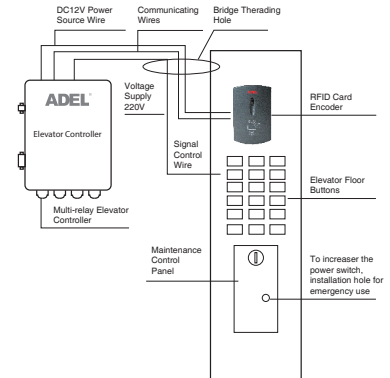 DC12V Power
Source Wire
Communicating
Wires
Bridge Therading
Hole
ADEL
Elevator Controller
Voltage
Supply
220V
RFID Card
Encoder
Signal
Control
Wire
Elevator Floor
Buttons
Multi-relay Elevator
Controller
Maintenance
Control
Panel
To increaser the
power switch,
installation hole for
emergency use